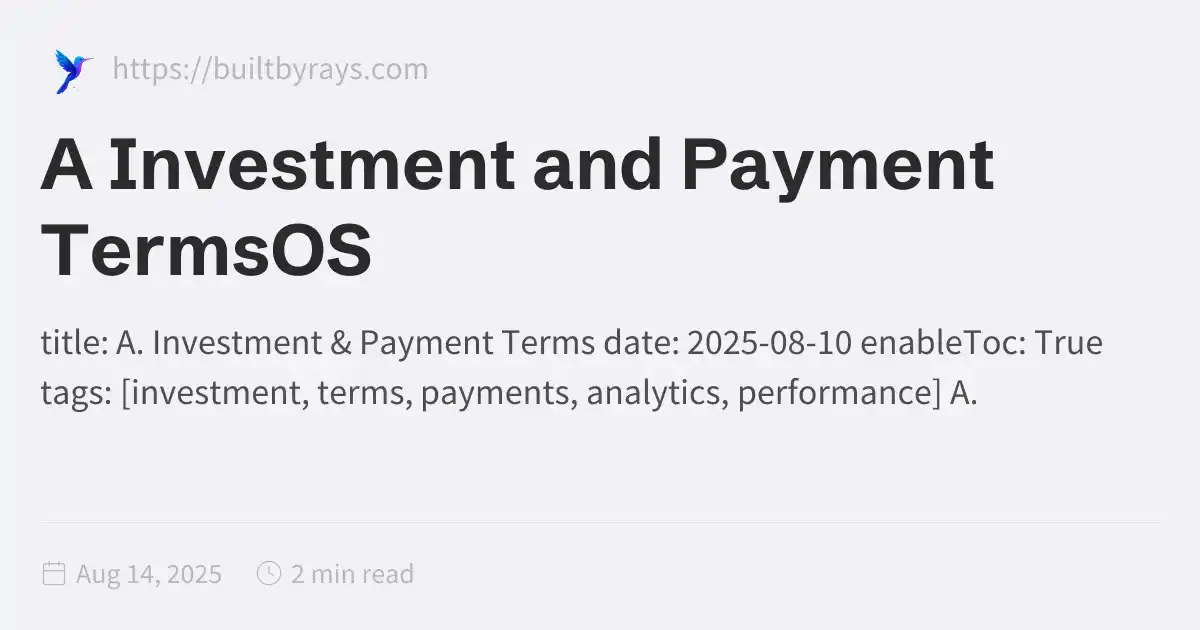 https://builtbyrays.com
A Investment and Payment
TermsOS
title: A. Investment & Payment Terms date: 2025-08-10 enableToc: True
tags: [investment, terms, payments, analytics, performance] A.
Aug 14, 2025 2 min read